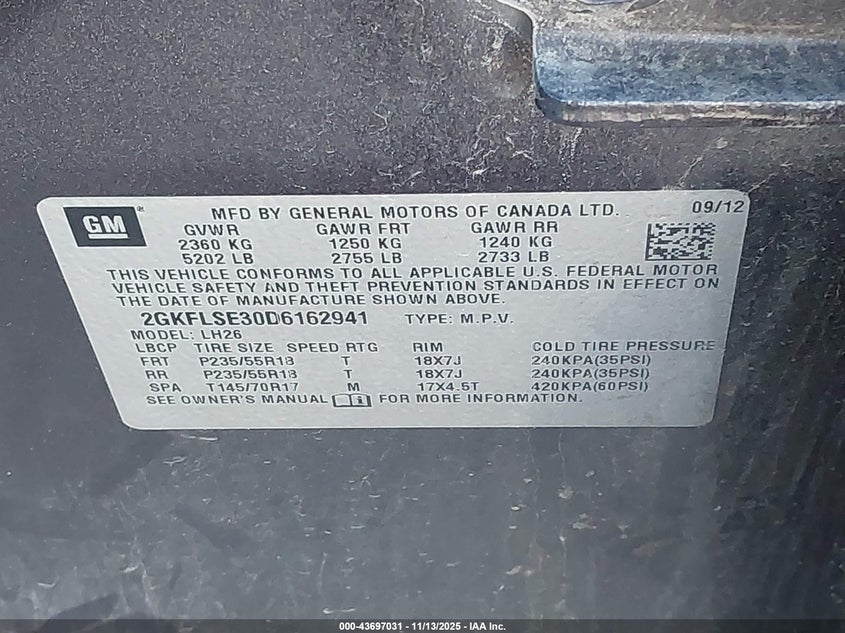 GM ® MFD BY GENERAL MOTORS OF CANADA LTD. 09/12
GVWR GAWR FRT GAWR RR
2360 KG 1250 KG 1240 KG
5202 LB 2755 LB 2733 LB
THIS VEHICLE CONFORMS TO ALL APPLICABLE U.S. FEDERAL MOTOR
VEHICLE SAFETY AND THEFT PREVENTION STANDARDS IN EFFECT ON
THE DATE OF MANUFACTURE SHOWN ABOVE.
2GKFLSE30D6162941 TYPE: M.P.V.
MODEL: LH26
LBCP TIRE SIZE SPEED RTG RIM COLD TIRE PRESSURE
FRT P235/55R18 T 18X7J 240KPA(35PSI)
RR P235/55R18 T 18X7J 240KPA(35PSI)
SPA T145/70R17 M 17X4.5T 420KPA(60PSI)
SEE OWNER'S MANUAL FOR MORE INFORMATION.
000-43697031 - 11/13/2025 - IAA Inc.